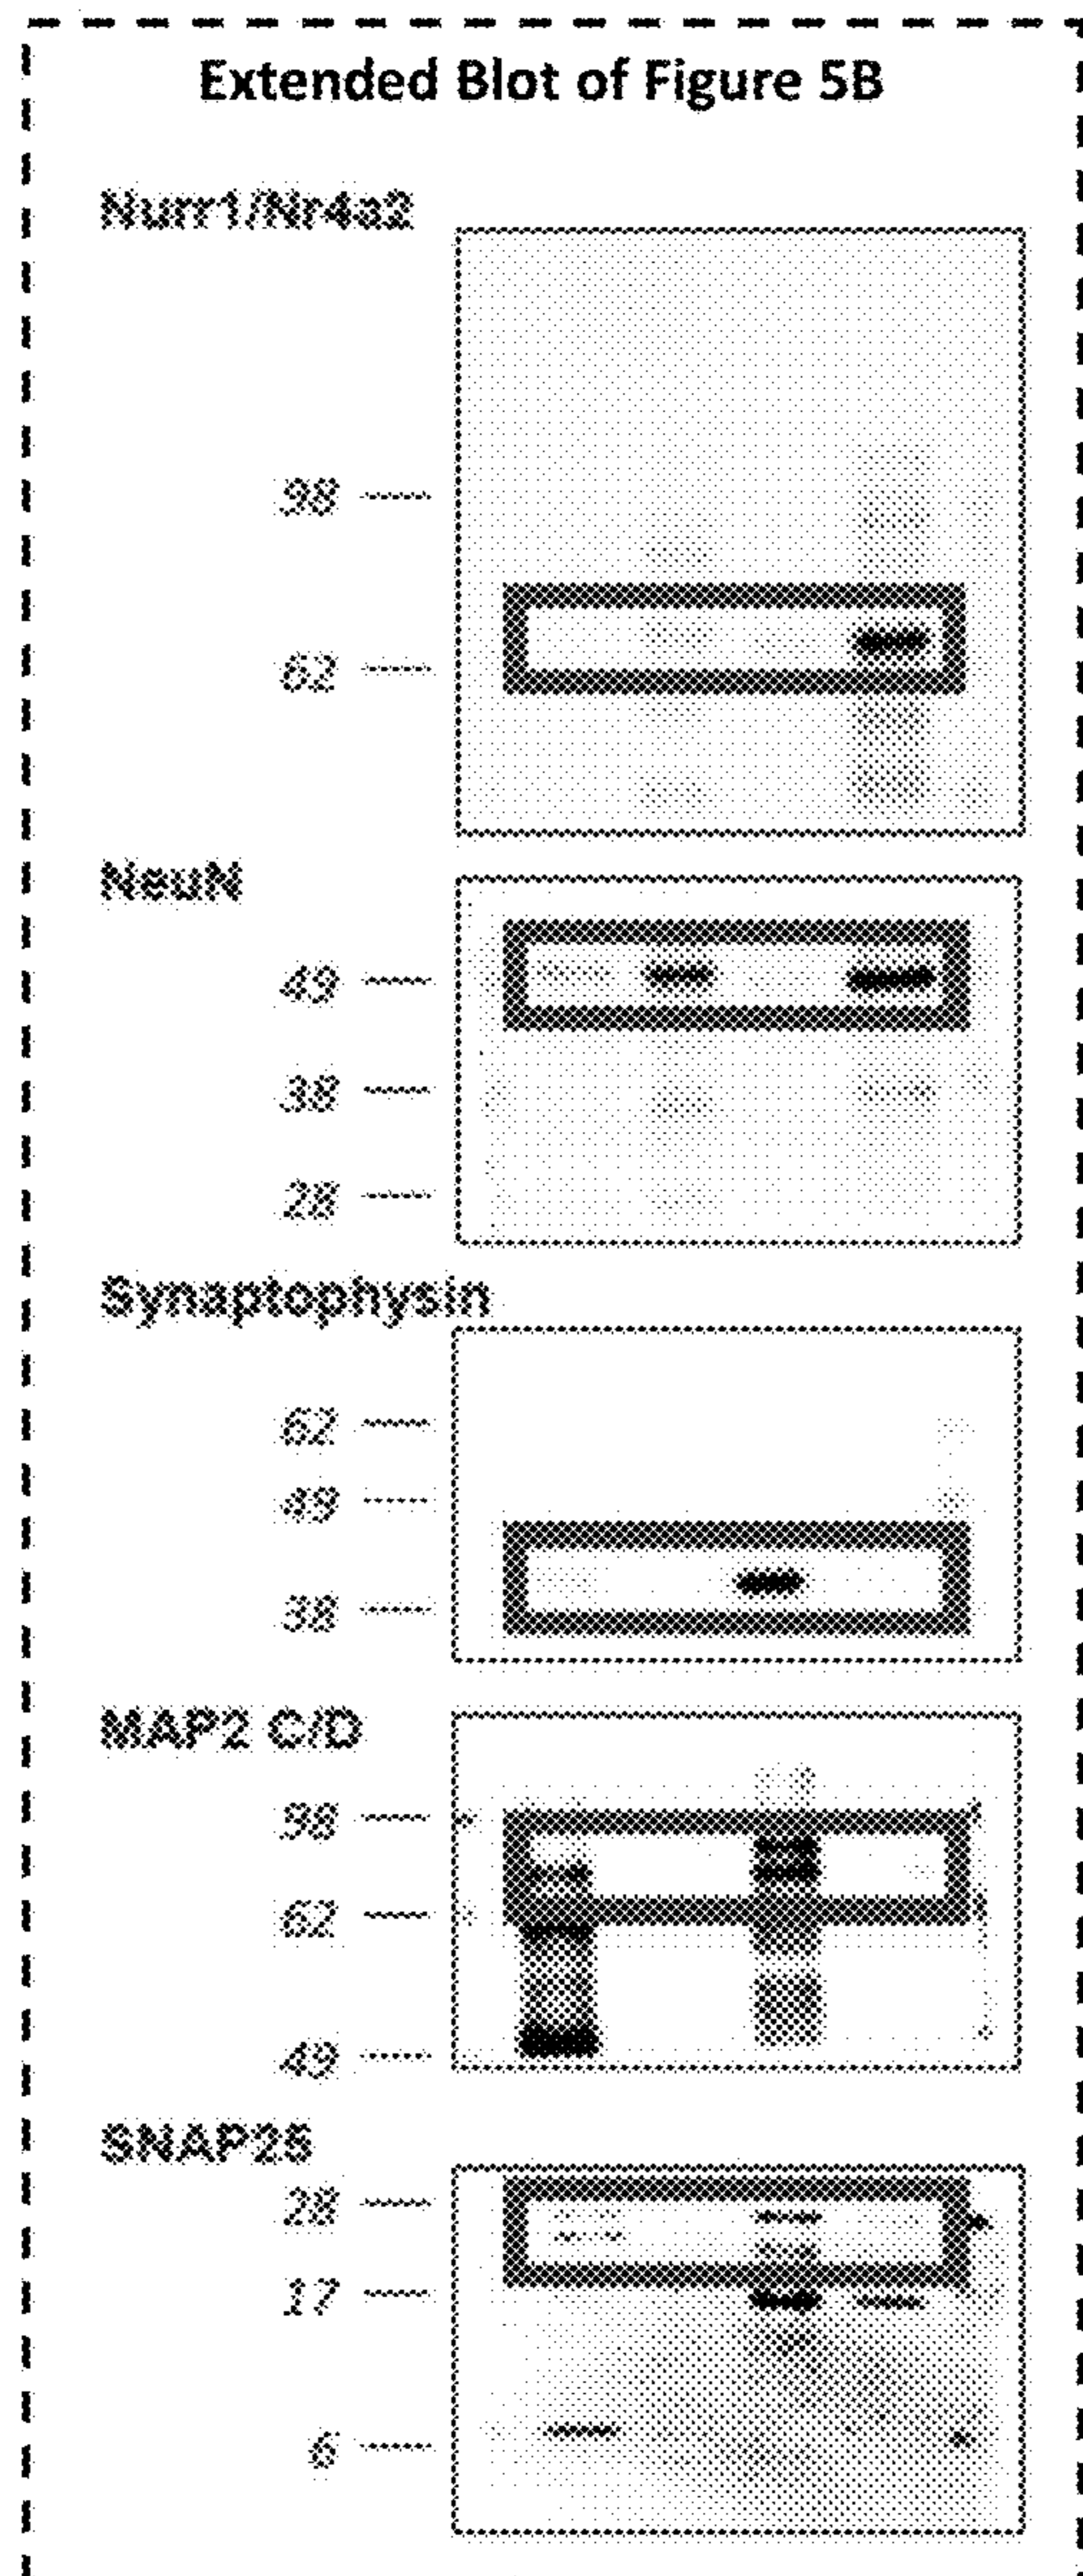 Extended Blot of Figure 5B
Nurr1/Nr4a2
98
62
NeuN
49
38
28
Synaptophysin
62
49
38
MAP2 C/D
98
62
49
SNAP25
28
17
6